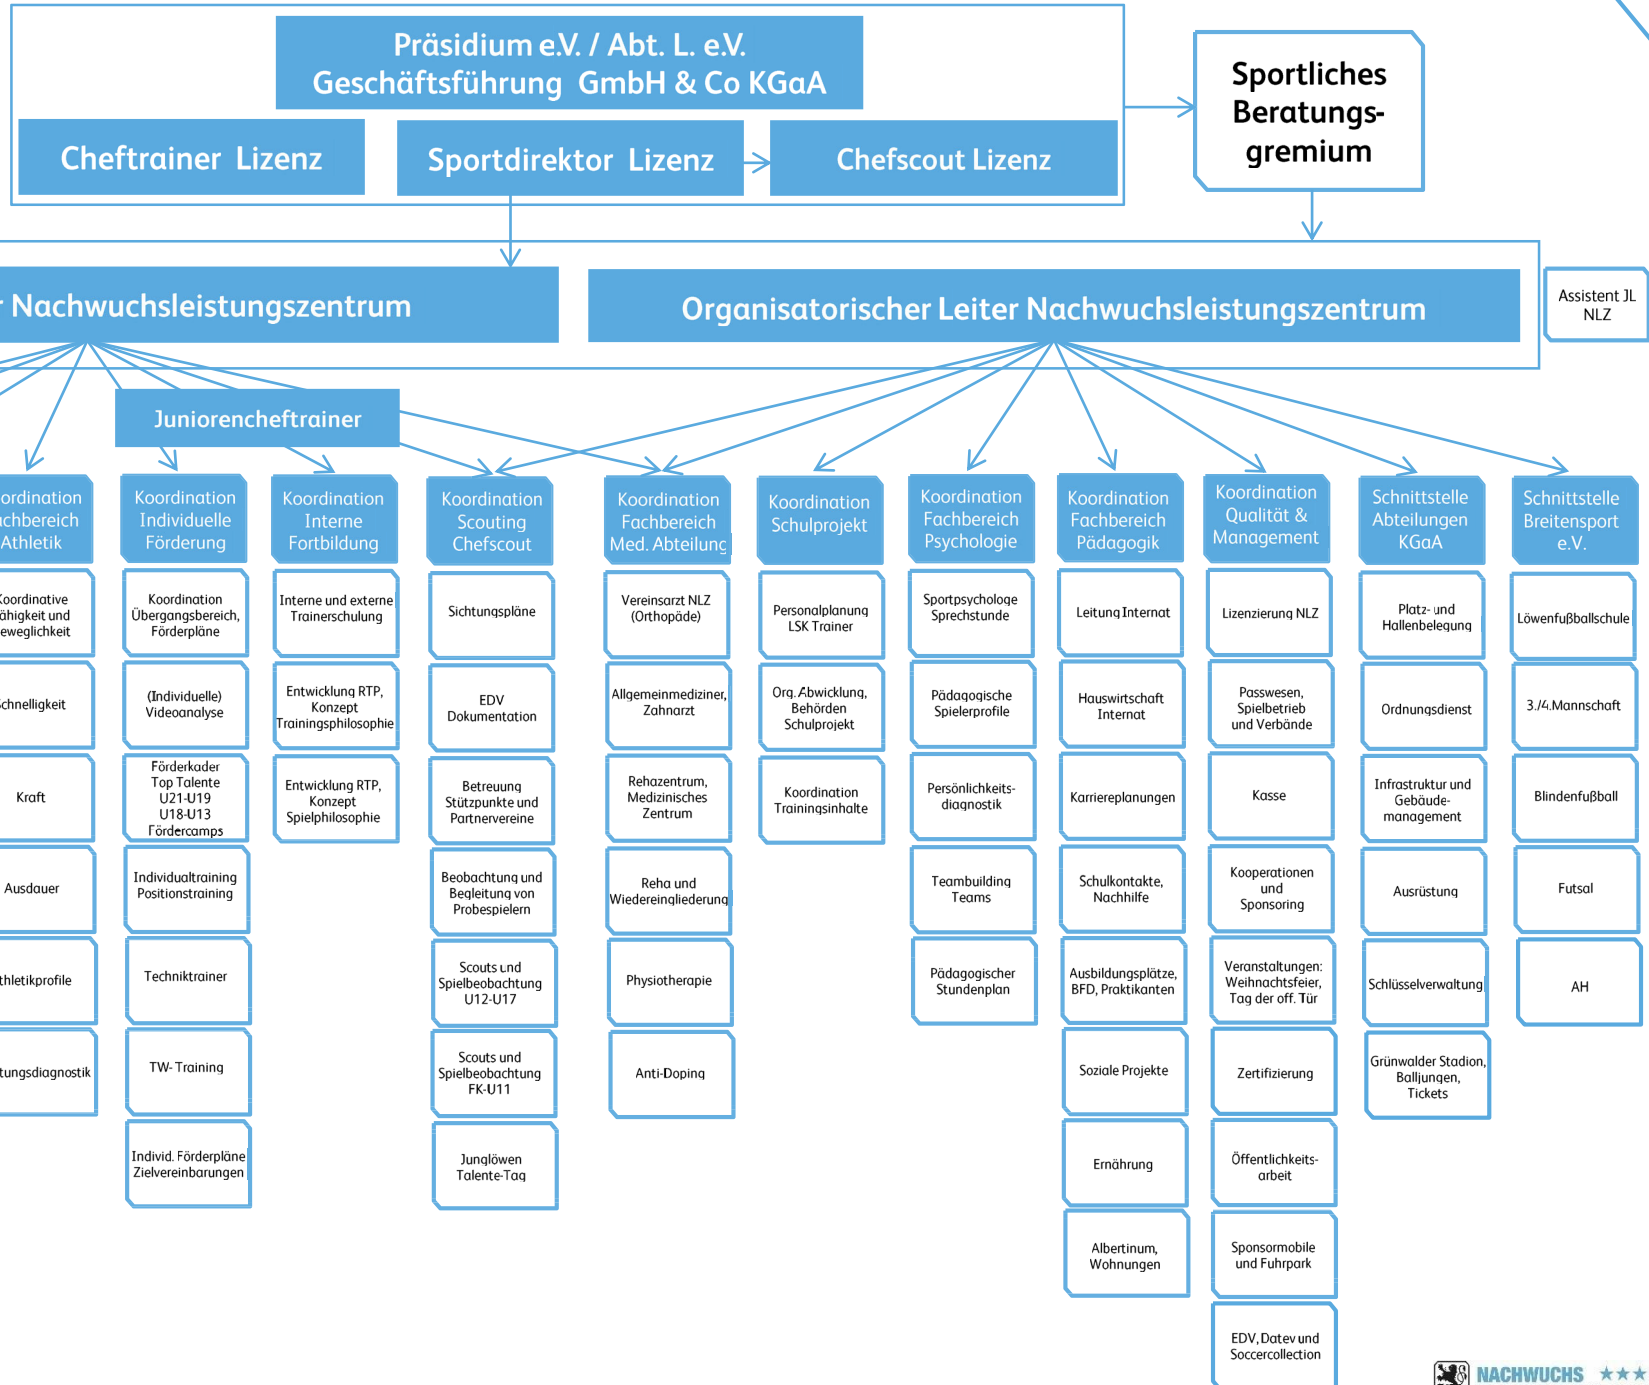 Präsidium e.V. / Abt. L. e.V.
Geschäftsführung GmbH & Co KGaA
Cheftrainer Lizenz
Sportdirektor Lizenz
Chefscout Lizenz
Sportliches
Beratungs-
gremium
r Nachwuchsleistungszentrum
Organisatorischer Leiter Nachwuchsleistungszentrum
Assistent JL
NLZ
Juniorencheftrainer
ordination
chbereich
Athletik
Koordinative
ähigkeit und
eweglichkeit
chnelligkeit
Kraft
Ausdauer
thletikprofile
tungsdiagnostik
Koordination
Individuelle
Förderung
Koordination
Übergangsbereich,
Förderpläne
(Individuelle)
Videoanalyse
Förderkader
Top Talente
U21-U19
U18-U13
Fördercamps
Individualtraining
Positionstraining
Techniktrainer
TW- Training
Individ. Förderpläne
Zielvereinbarungen
Koordination
Interne
Fortbildung
Interne und externe
Trainerschulung
Entwicklung RTP,
Konzept
Trainingsphilosophie
Entwicklung RTP,
Konzept
Spielphilosophie
Koordination
Scouting
Chefscout
Sichtungspläne
EDV
Dokumentation
Betreuung
Stützpunkte und
Partnervereine
Beobachtung und
Begleitung von
Probespielern
Scouts und
Spielbeobachtung
U12-U17
Scouts und
Spielbeobachtung
FK-U11
Junglöwen
Talente-Tag
Koordination
Fachbereich
Med. Abteilung
Vereinsarzt NLZ
(Orthopäde)
Allgemeinmediziner,
Zahnarzt
Rehazentrum,
Medizinisches
Zentrum
Reha und
Wiedereingliederung
Physiotherapie
Anti-Doping
Koordination
Schulprojekt
Personalplanung
LSK Trainer
Org. Abwicklung,
Behörden
Schulprojekt
Koordination
Trainingsinhalte
Koordination
Fachbereich
Psychologie
Sportpsychologe
Sprechstunde
Pädagogische
Spielerprofile
Persönlichkeits-
diagnostik
Teambuilding
Teams
Pädagogischer
Stundenplan
Koordination
Fachbereich
Pädagogik
Leitung Internat
Hauswirtschaft
Internat
Karriereplanungen
Schulkontakte,
Nachhilfe
Ausbildungsplätze,
BFD, Praktikanten
Soziale Projekte
Ernährung
Albertinum,
Wohnungen
Koordination
Qualität &
Management
Lizenzierung NLZ
Passwesen,
Spielbetrieb
und Verbände
Kasse
Kooperationen
und
Sponsoring
Veranstaltungen:
Weihnachtsfeier,
Tag der off. Tür
Zertifizierung
Öffentlichkeits-
arbeit
Sponsormobile
und Fuhrpark
EDV, Datev und
Soccercollection
Schnittstelle
Abteilungen
KGaA
Platz- und
Hallenbelegung
Ordnungsdienst
Infrastruktur und
Gebäude-
management
Ausrüstung
Schlüsselverwaltung
Grünwalder Stadion,
Balljungen,
Tickets
Schnittstelle
Breitensport
e.V.
Löwenfußballschule
3./4.Mannschaft
Blindenfußball
Futsal
AH
NACHWUCHS